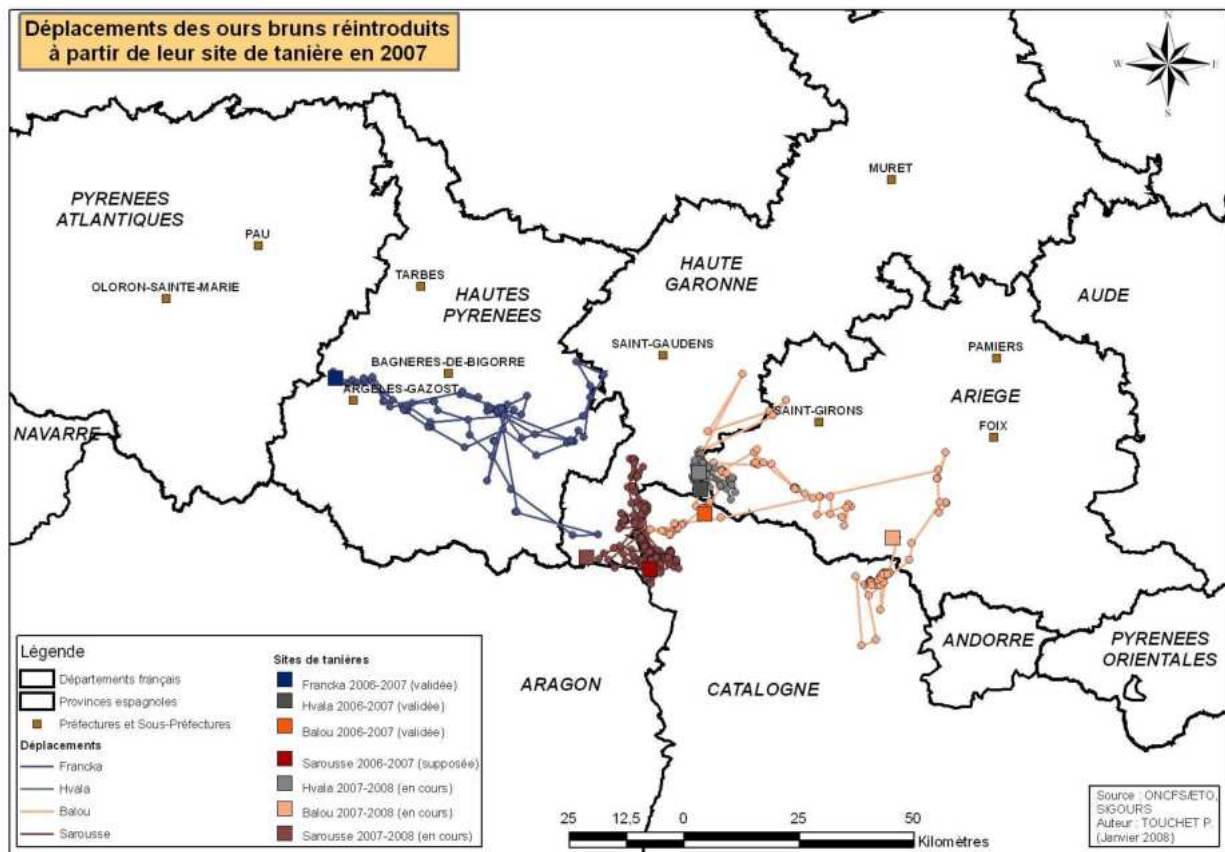 Déplacements des ours bruns réintroduits
à partir de leur site de tanière en 2007
N
W
E
S
MURET
PYRENEES
ATLANTIQUES
PAU
OLORON-SAINTE-MARIE
TARBES
HAUTES
PYRENEES
HAUTE
GARONNE
AUDE
SAINT-GAUDENS
PAMIERS
BAGNERES-DE-BIGORRE
ARGELES-GAZOST
ARIEGE
SAINT-GIRONS
FOIX
NAVARRE
ANDORRE
PYRENEES
ORIENTALES
ARAGON
CATALOGNE
Légende
Départements français
Provinces espagnoles
Préfectures et Sous-Préfectures
Déplacements
Francka
Hvala
Balou
Sarousse
Sites de tanières
Francka 2006-2007 (validée)
Hvala 2006-2007 (validée)
Balou 2006-2007 (validée)
Sarousse 2006-2007 (supposée)
Hvala 2007-2008 (en cours)
Balou 2007-2008 (en cours)
Sarousse 2007-2008 (en cours)
25 12,5 0 25 50
Kilomètres
Source : ONCFS/ETO,
SIGOURS
Auteur : TOUCHET P.
(Janvier 2008)